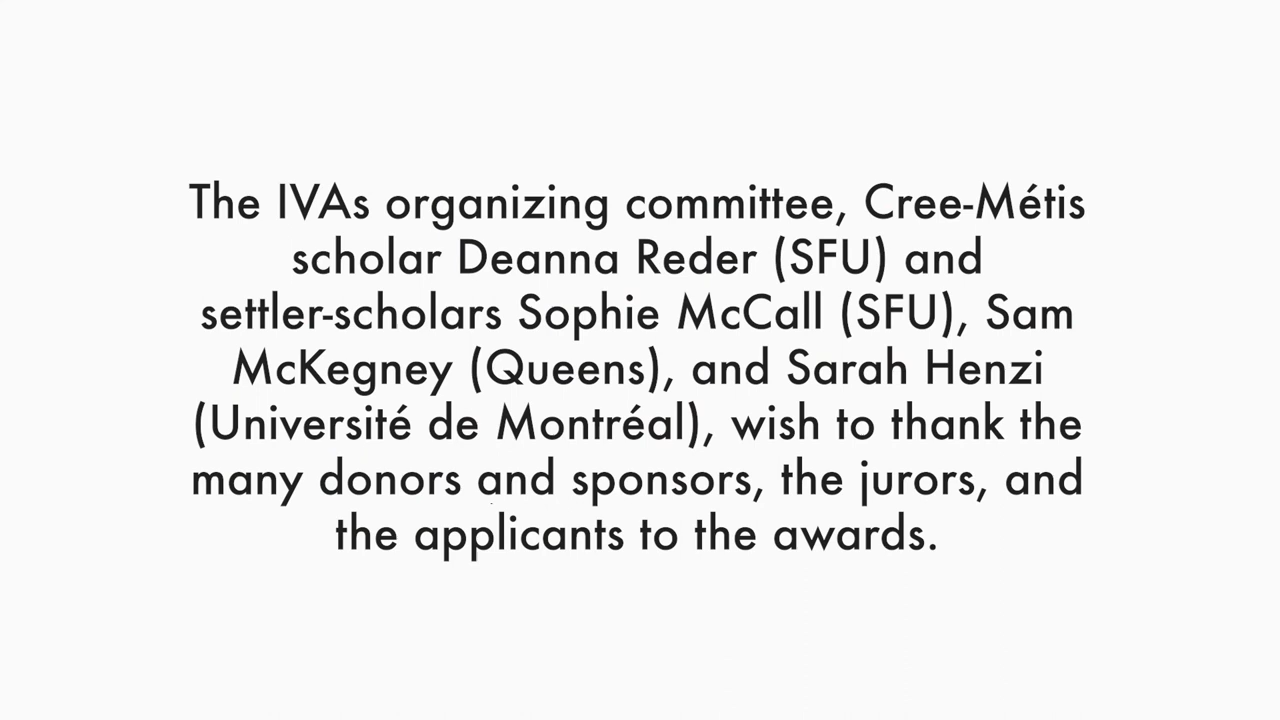 The IVAs organizing committee, Cree-Métis
scholar Deanna Reder (SFU) and
settler-scholars Sophie McCall (SFU), Sam
McKegney (Queens), and Sarah Henzi
(Université de Montréal), wish to thank the
many donors and sponsors, the jurors, and
the applicants to the awards.